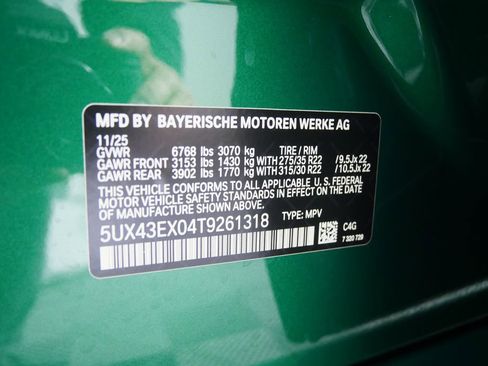 MFD BY BAYERISCHE MOTOREN WERKE AG
11/25
GVWR 6768 lbs 3070 kg TIRE / RIM
GAWR FRONT 3153 lbs 1430 kg WITH 275/35 R22 / 9.5Jx 22
GAWR REAR 3902 lbs 1770 kg WITH 315/30 R22 / 10.5Jx 22
THIS VEHICLE CONFORMS TO ALL APPLICABLE U. S. FEDERAL
MOTOR VEHICLE SAFETY
STANDARDS IN EFFECT ON THE DATE OF MANUFACTURE SHOWN ABOVE.
5UX43EX04T9261318 TYPE: MPV
C4G
7 320 729